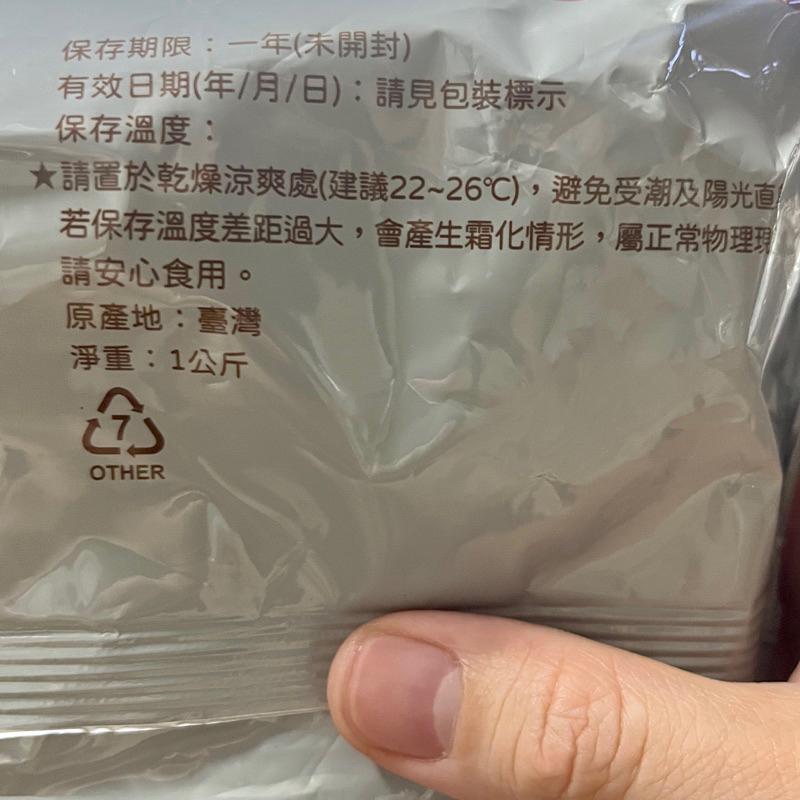 保存期限：一年(未開封)
有效日期(年/月/日)：請見包裝標示
保存溫度：
★請置於乾燥涼爽處(建議22~26℃)，避免受潮及陽光直
若保存溫度差距過大，會產生霜化情形，屬正常物理現
請安心食用。
原產地：臺灣
淨重：1公斤
7
OTHER